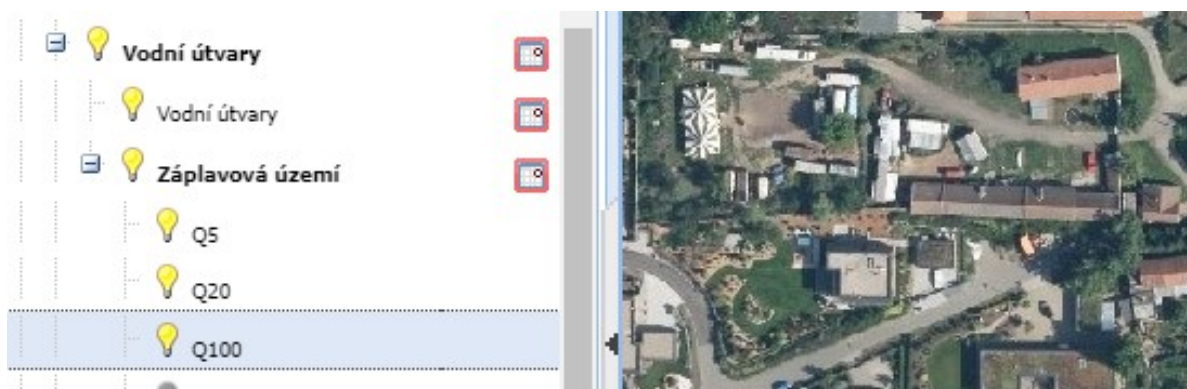 Vodní útvary
Vodní útvary
Záplavová území
Q5
Q20
Q100